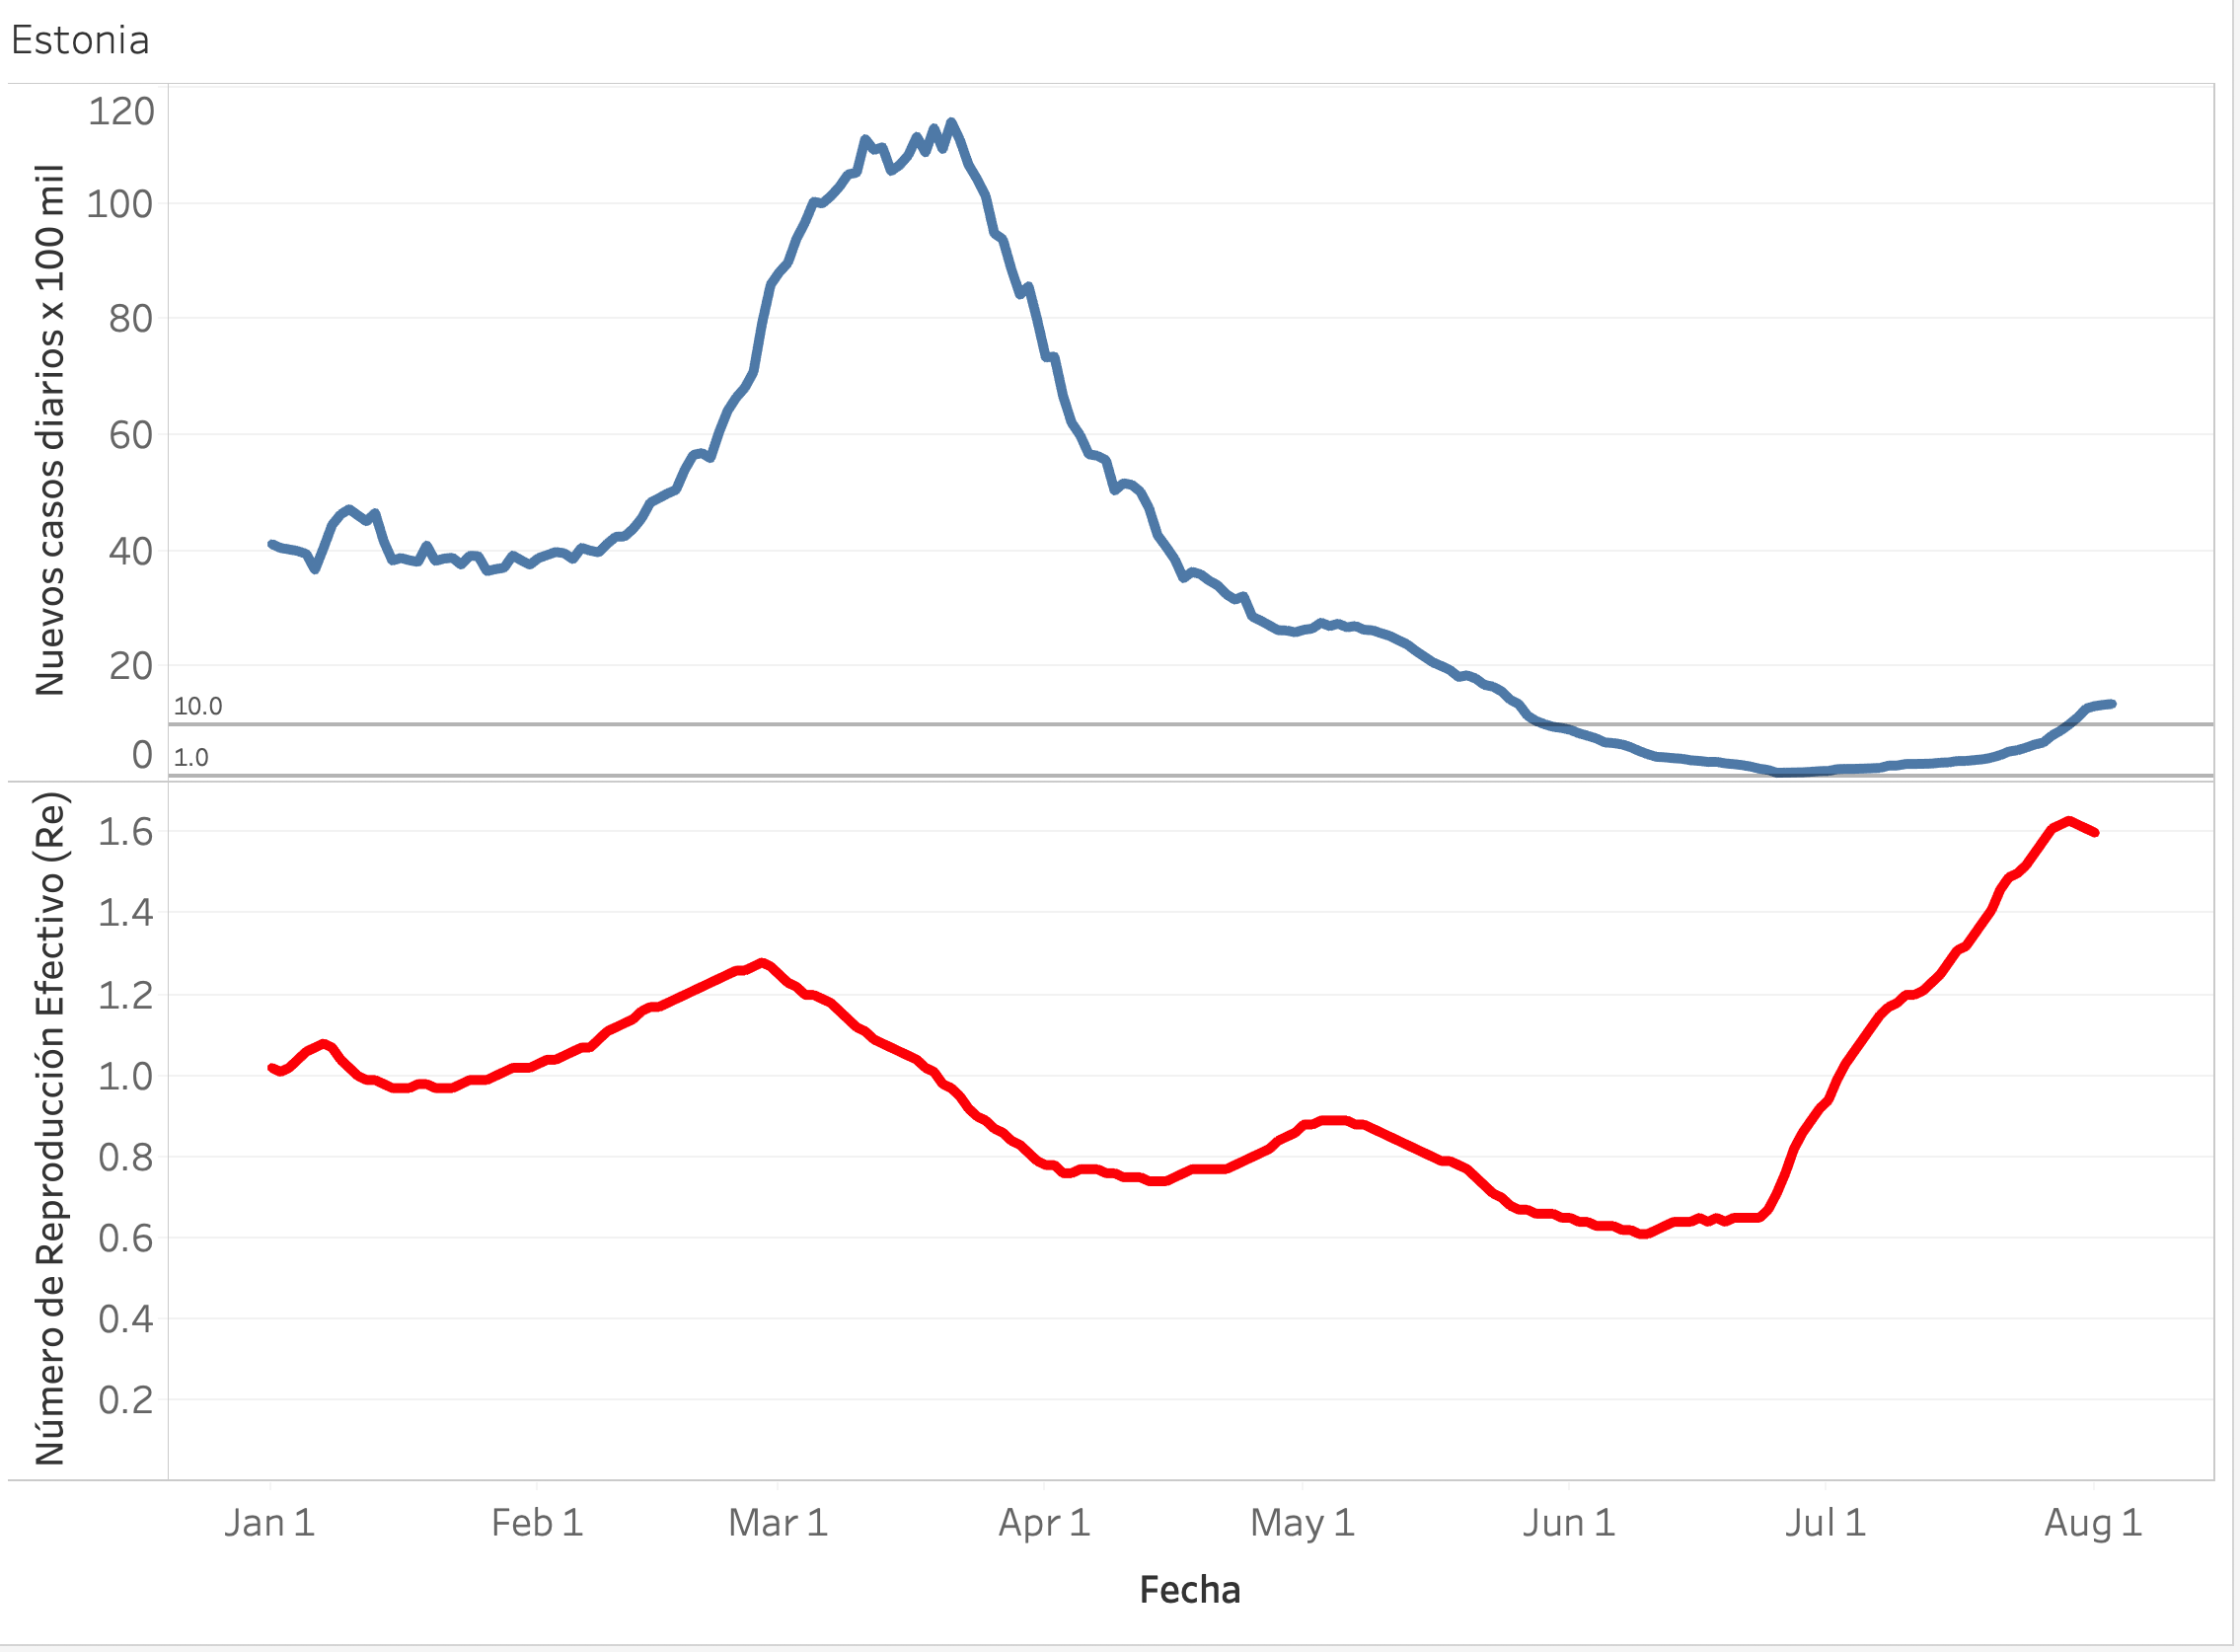 Estonia
Nuevos casos diarios x 100 mil
120
100
80
60
40
20
0
10.0
1.0
Número de Reproducción Efectivo (Re)
1.6
1.4
1.2
1.0
0.8
0.6
0.4
0.2
Jan 1
Feb 1
Mar 1
Apr 1
May 1
Jun 1
Jul 1
Aug 1
Fecha